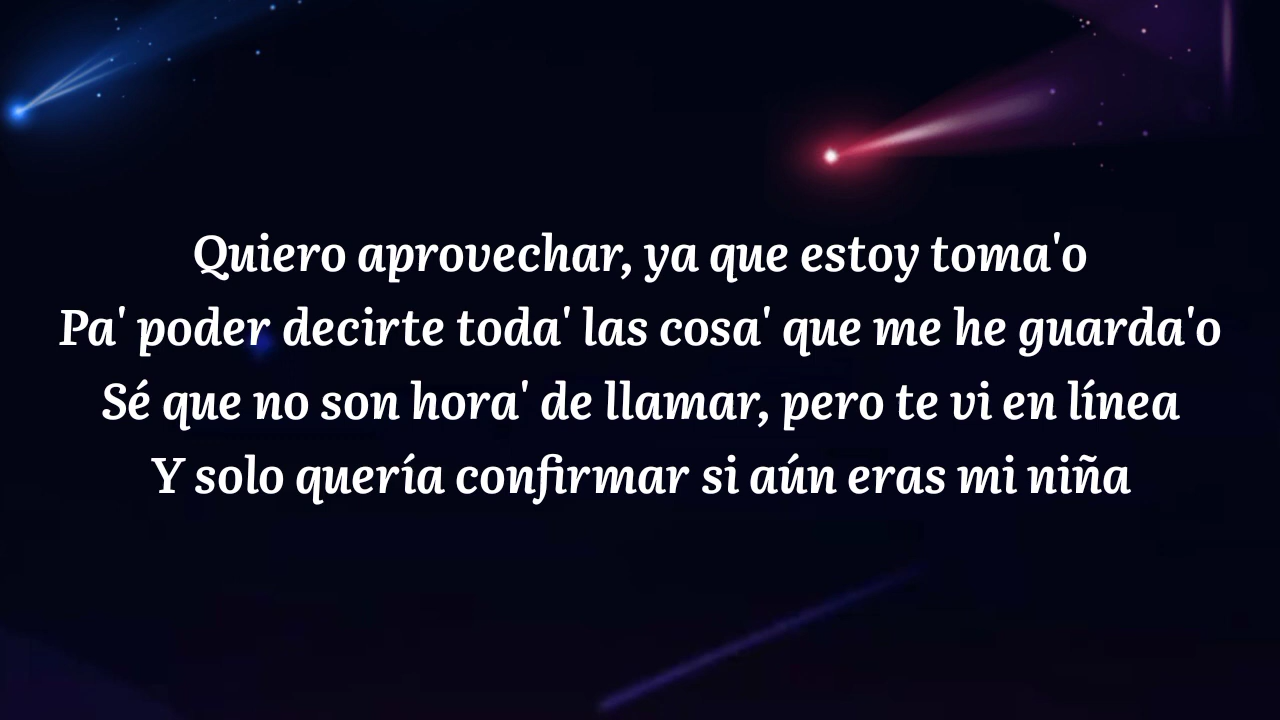 Quiero aprovechar, ya que estoy toma'o
Pa' poder decirte toda' las cosa' que me he guarda'o
Sé que no son hora' de llamar, pero te vi en línea
Y solo quería confirmar si aún eras mi niña